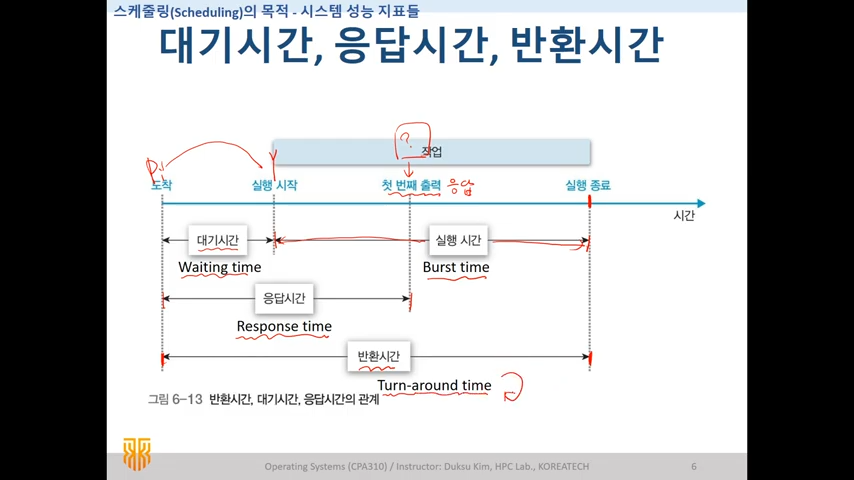 스케줄링(Scheduling)의 목적 - 시스템 성능 지표들
대기시간, 응답시간, 반환시간
?
작업
도착
실행 시작
첫 번째 출력
응답
실행 종료
시간
대기시간
실행 시간
Waiting time
Burst time
응답시간
Response time
반환시간
Turn-around time
그림 6-13 반환시간, 대기시간, 응답시간의 관계
Operating Systems (CPA310) / Instructor: Duksu Kim, HPC Lab., KOREATECH
6